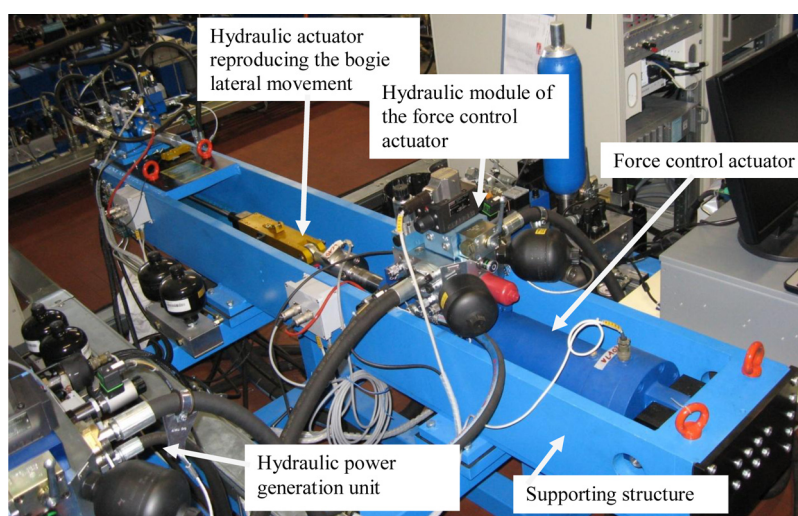 Hydraulic actuator
reproducing the bogie
lateral movement
Hydraulic module of
the force control
actuator
Force control actuator
Hydraulic power
generation unit
Supporting structure